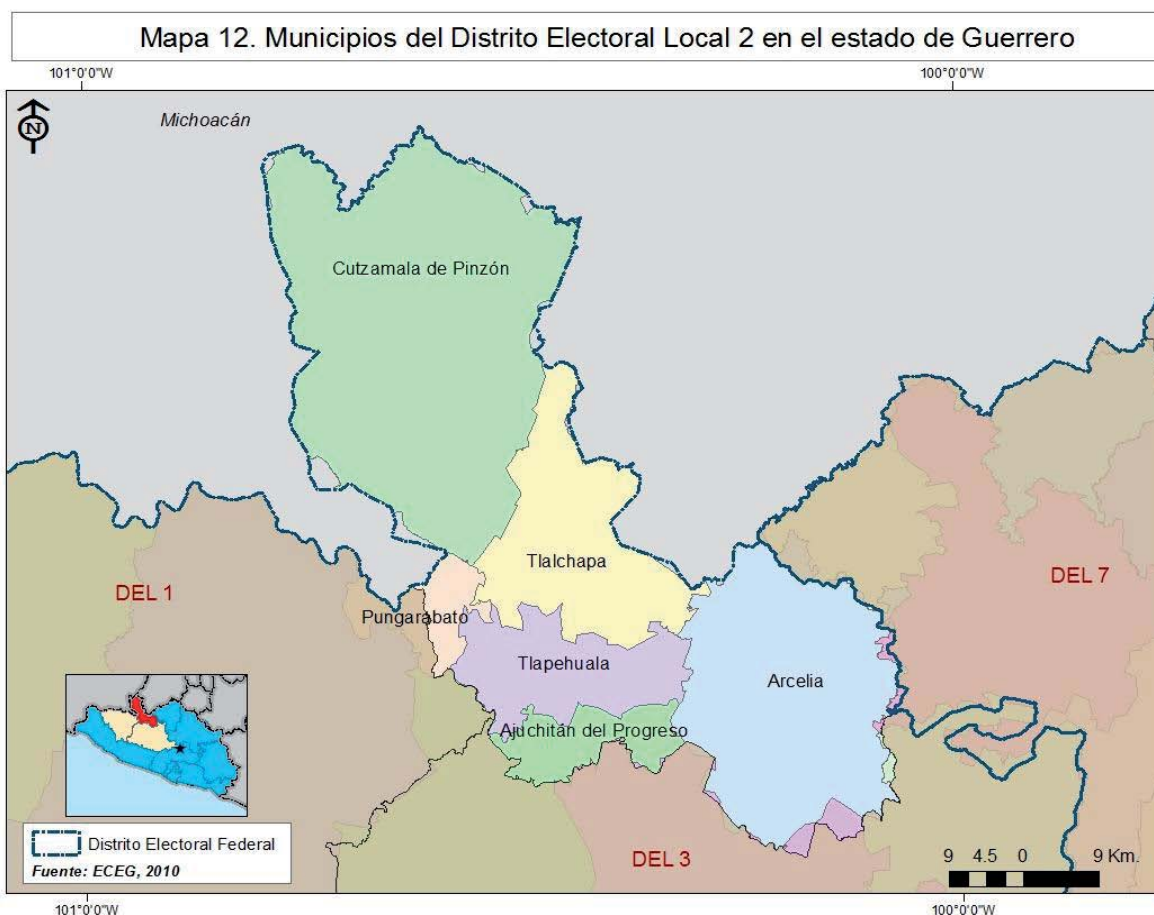 Mapa 12. Municipios del Distrito Electoral Local 2 en el estado de Guerrero
101°0'0"W
100°0'0"W
N
Michoacán
Cutzamala de Pinzón
Tlalchapa
DEL 1
DEL 7
Pungarabato
Tlapehuala
Arcelia
Ajuchitán del Progreso
Distrito Electoral Federal
Fuente: ECEG, 2010
DEL 3
9 4.5 0 9 Km.
101°0'0"W
100°0'0"W